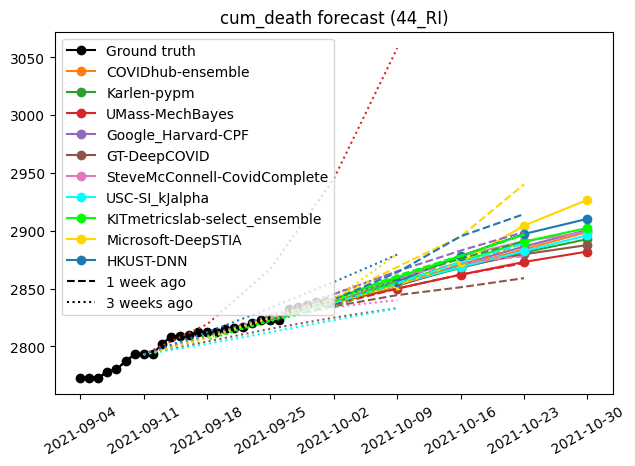 cum_death forecast (44_RI)
3050
3000
2950
2900
2850
2800
Ground truth
COVIDhub-ensemble
Karlen-pypm
UMass-MechBayes
Google_Harvard-CPF
GT-DeepCOVID
SteveMcConnell-CovidComplete
USC-SI_kJalpha
KITmetricslab-select_ensemble
Microsoft-DeepSTIA
HKUST-DNN
1 week ago
3 weeks ago
2021-09-04
2021-09-11
2021-09-18
2021-09-25
2021-10-02
2021-10-09
2021-10-16
2021-10-23
2021-10-30